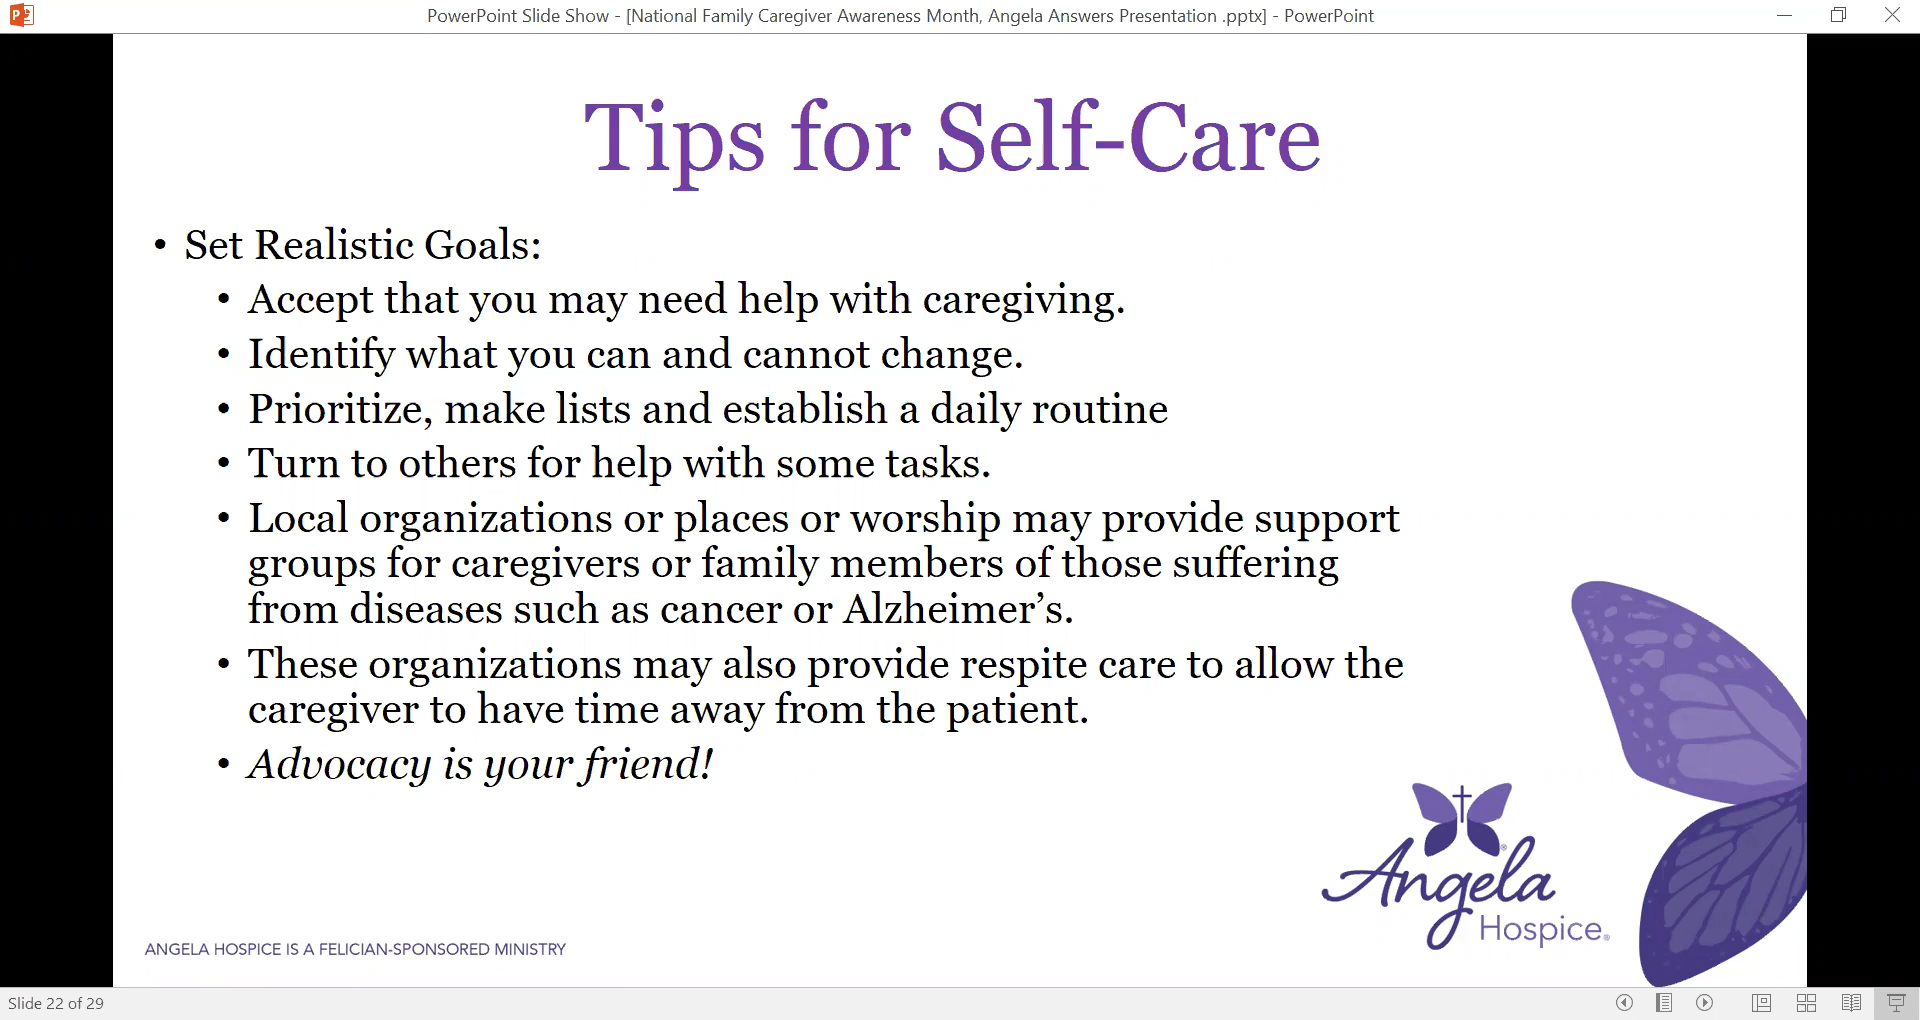 PowerPoint Slide Show - [National Family Caregiver Awareness Month, Angela Answers Presentation .pptx] - PowerPoint
Tips for Self-Care
• Set Realistic Goals:
• Accept that you may need help with caregiving.
• Identify what you can and cannot change.
• Prioritize, make lists and establish a daily routine
• Turn to others for help with some tasks.
• Local organizations or places or worship may provide support
groups for caregivers or family members of those suffering
from diseases such as cancer or Alzheimer’s.
• These organizations may also provide respite care to allow the
caregiver to have time away from the patient.
• Advocacy is your friend!
Angela
Hospice®
ANGELA HOSPICE IS A FELICIAN-SPONSORED MINISTRY
Slide 22 of 29